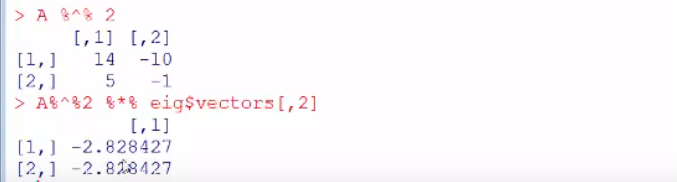 > A %^% 2
[,1] [,2]
[1,] 14 -10
[2,] 5 -1
> A%^%2 %*% eig$vectors[,2]
[,1]
[1,] -2.828427
[2,] -2.828427